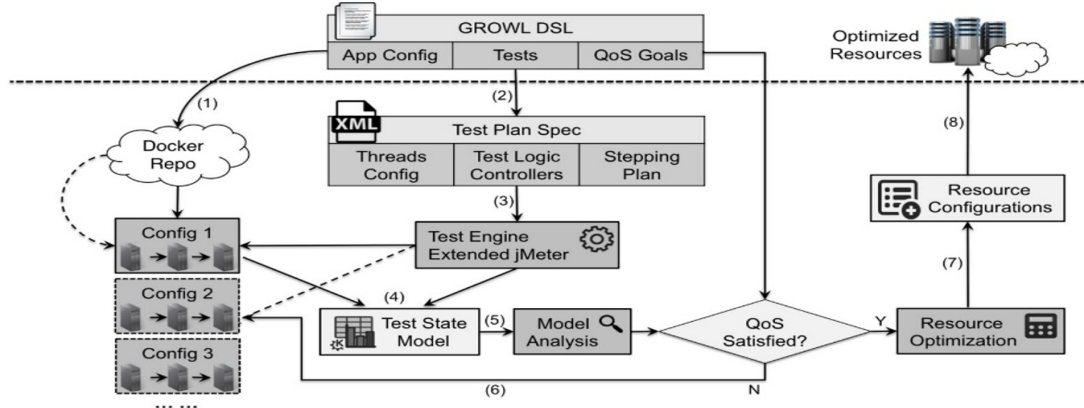 GROWL DSL
App Config
Tests
QoS Goals
Optimized
Resources
(1)
(2)
(8)
XML
Test Plan Spec
Docker
Repo
Threads
Config
Test Logic
Controllers
Stepping
Plan
Resource
Configurations
(3)
Config 1
Test Engine
Extended jMeter
(7)
Config 2
(4)
Test State
Model
(5)
Model
Analysis
QoS
Satisfied?
Y
Resource
Optimization
Config 3
(6)
N
... ...